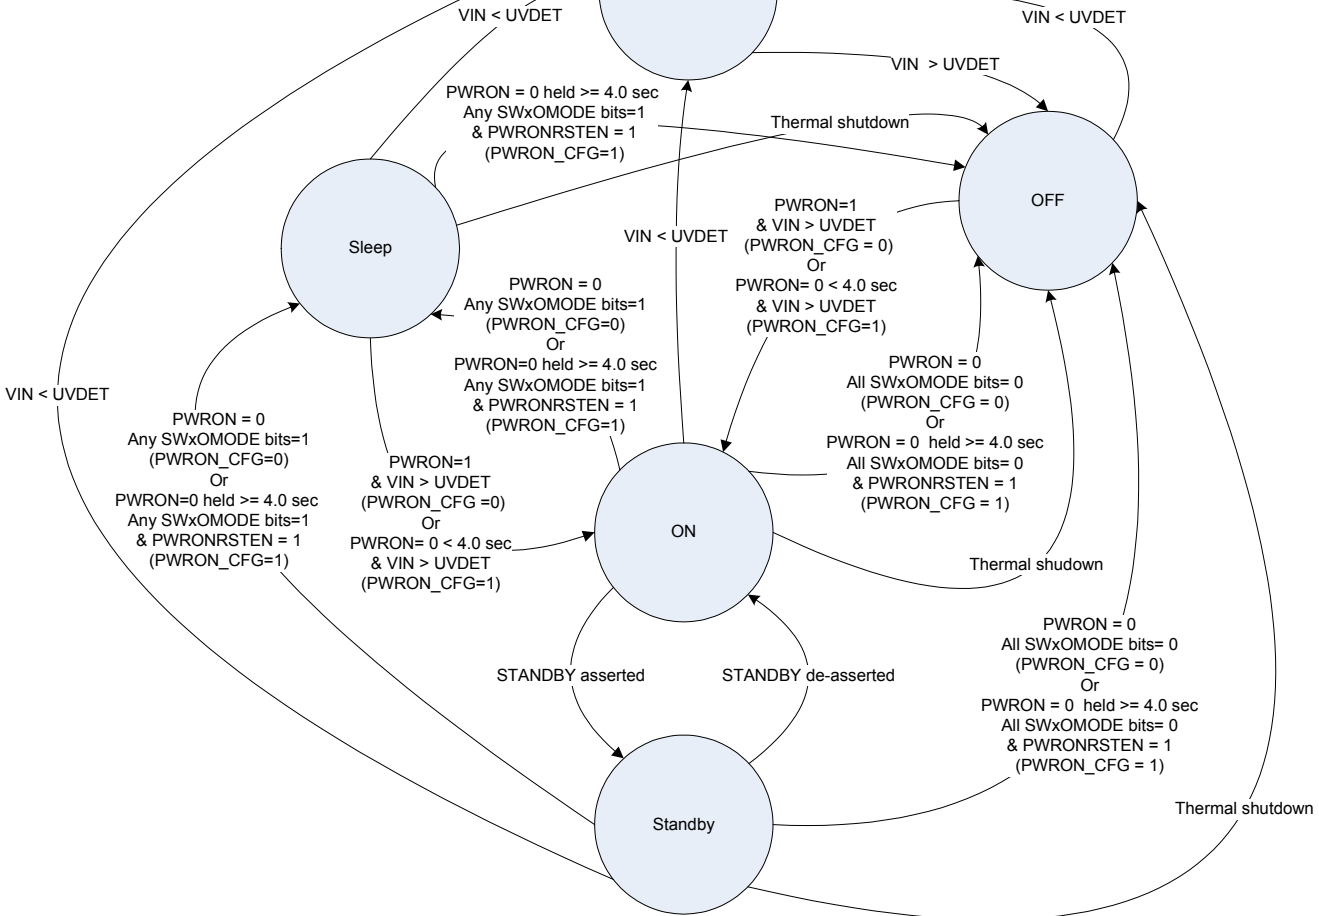 VIN < UVDET
VIN < UVDET
VIN  > UVDET
PWRON = 0 held >= 4.0 sec
Any SWxOMODE bits=1
& PWRONRSTEN = 1
(PWRON_CFG=1)
Thermal shutdown
OFF
Sleep
PWRON=1
& VIN > UVDET
(PWRON_CFG = 0)
Or
PWRON= 0 < 4.0 sec
& VIN > UVDET
(PWRON_CFG=1)
VIN < UVDET
PWRON = 0
Any SWxOMODE bits=1
(PWRON_CFG=0)
Or
PWRON=0 held >= 4.0 sec
Any SWxOMODE bits=1
& PWRONRSTEN = 1
(PWRON_CFG=1)
PWRON = 0
All SWxOMODE bits= 0
(PWRON_CFG = 0)
Or
PWRON = 0  held >= 4.0 sec
All SWxOMODE bits= 0
& PWRONRSTEN = 1
(PWRON_CFG = 1)
VIN < UVDET
PWRON = 0
Any SWxOMODE bits=1
(PWRON_CFG=0)
Or
PWRON=0 held >= 4.0 sec
Any SWxOMODE bits=1
& PWRONRSTEN = 1
(PWRON_CFG=1)
PWRON=1
& VIN > UVDET
(PWRON_CFG =0)
Or
PWRON= 0 < 4.0 sec
& VIN > UVDET
(PWRON_CFG=1)
ON
Thermal shudown
STANDBY asserted
STANDBY de-asserted
PWRON = 0
All SWxOMODE bits= 0
(PWRON_CFG = 0)
Or
PWRON = 0  held >= 4.0 sec
All SWxOMODE bits= 0
& PWRONRSTEN = 1
(PWRON_CFG = 1)
Standby
Thermal shutdown